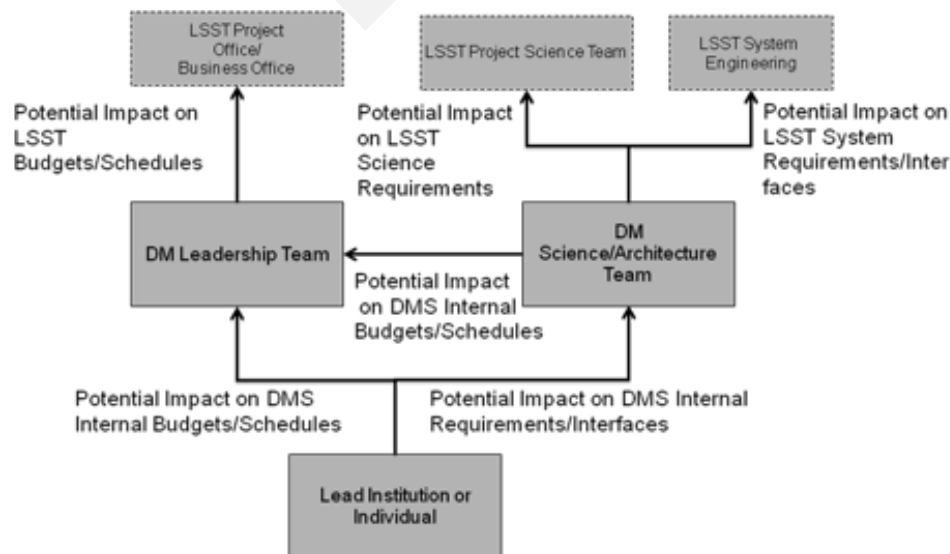 LSST Project
Office/
Business Office
LSST Project Science Team
LSST System
Engineering
Potential Impact on
LSST
Budgets/Schedules
Potential Impact
on LSST
Science
Requirements
Potential Impact on
LSST System
Requirements/Inter
faces
DM Leadership Team
DM
Science/Architecture
Team
Potential Impact
on DMS Internal
Budgets/Schedules
Potential Impact on DMS
Internal Budgets/Schedules
Potential Impact on DMS Internal
Requirements/Interfaces
Lead Institution or
Individual